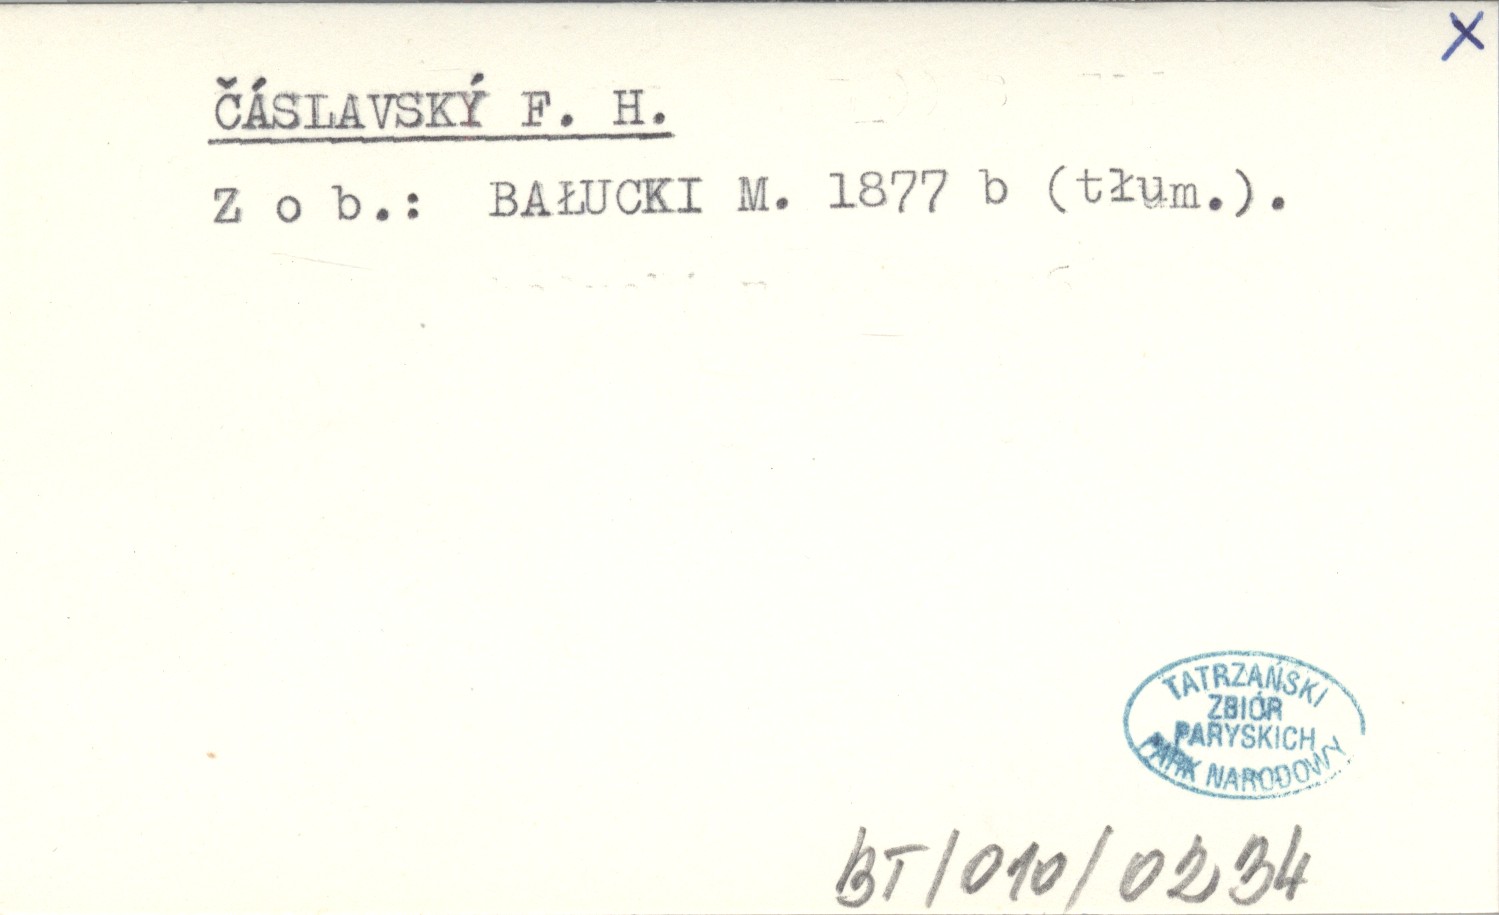 X
ČÁSLAVSKÝ F. H.
Z o b.: BAŁUCKI M. 1877 b (tłum.).
TATRZAŃSKI
ZBIÓR
PARYSKICH
PARK NARODOWY
BT/010/0234